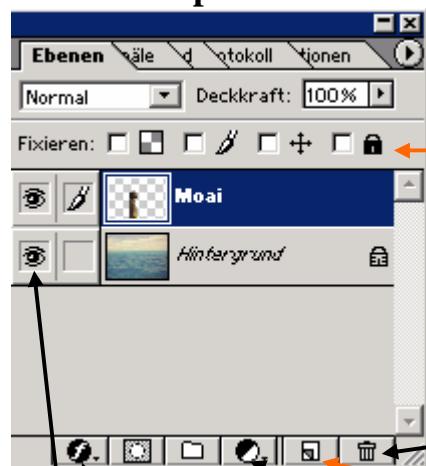 Ebenen äle d otokoll tionen
Normal Deckkraft: 100%
Fixieren:
Moai
Hintergrund